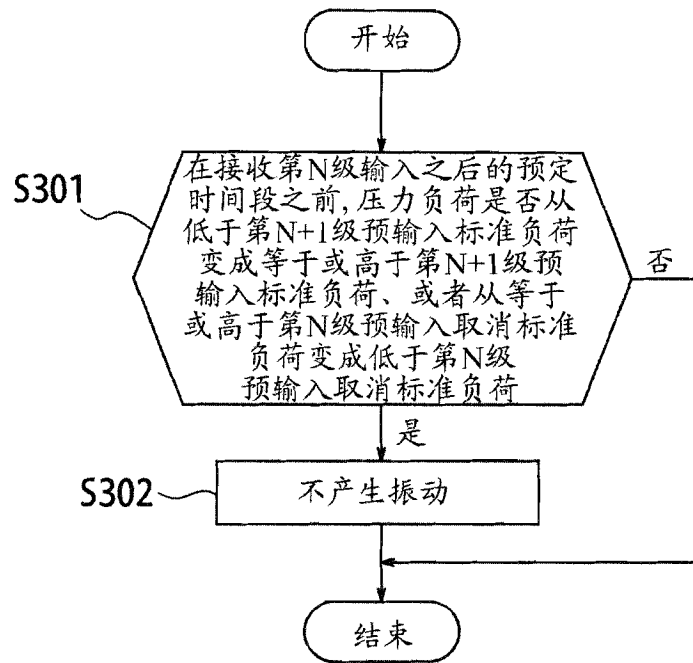 开始
S301
在接收第N级输入之后的预定
时间段之前,压力负荷是否从
低于第N+1级预输入标准负荷
变成等于或高于第N+1级预
输入标准负荷、或者从等于
或高于第N级预输入取消标准
负荷变成低于第N级
预输入取消标准负荷
否
是
S302
不产生振动
结束